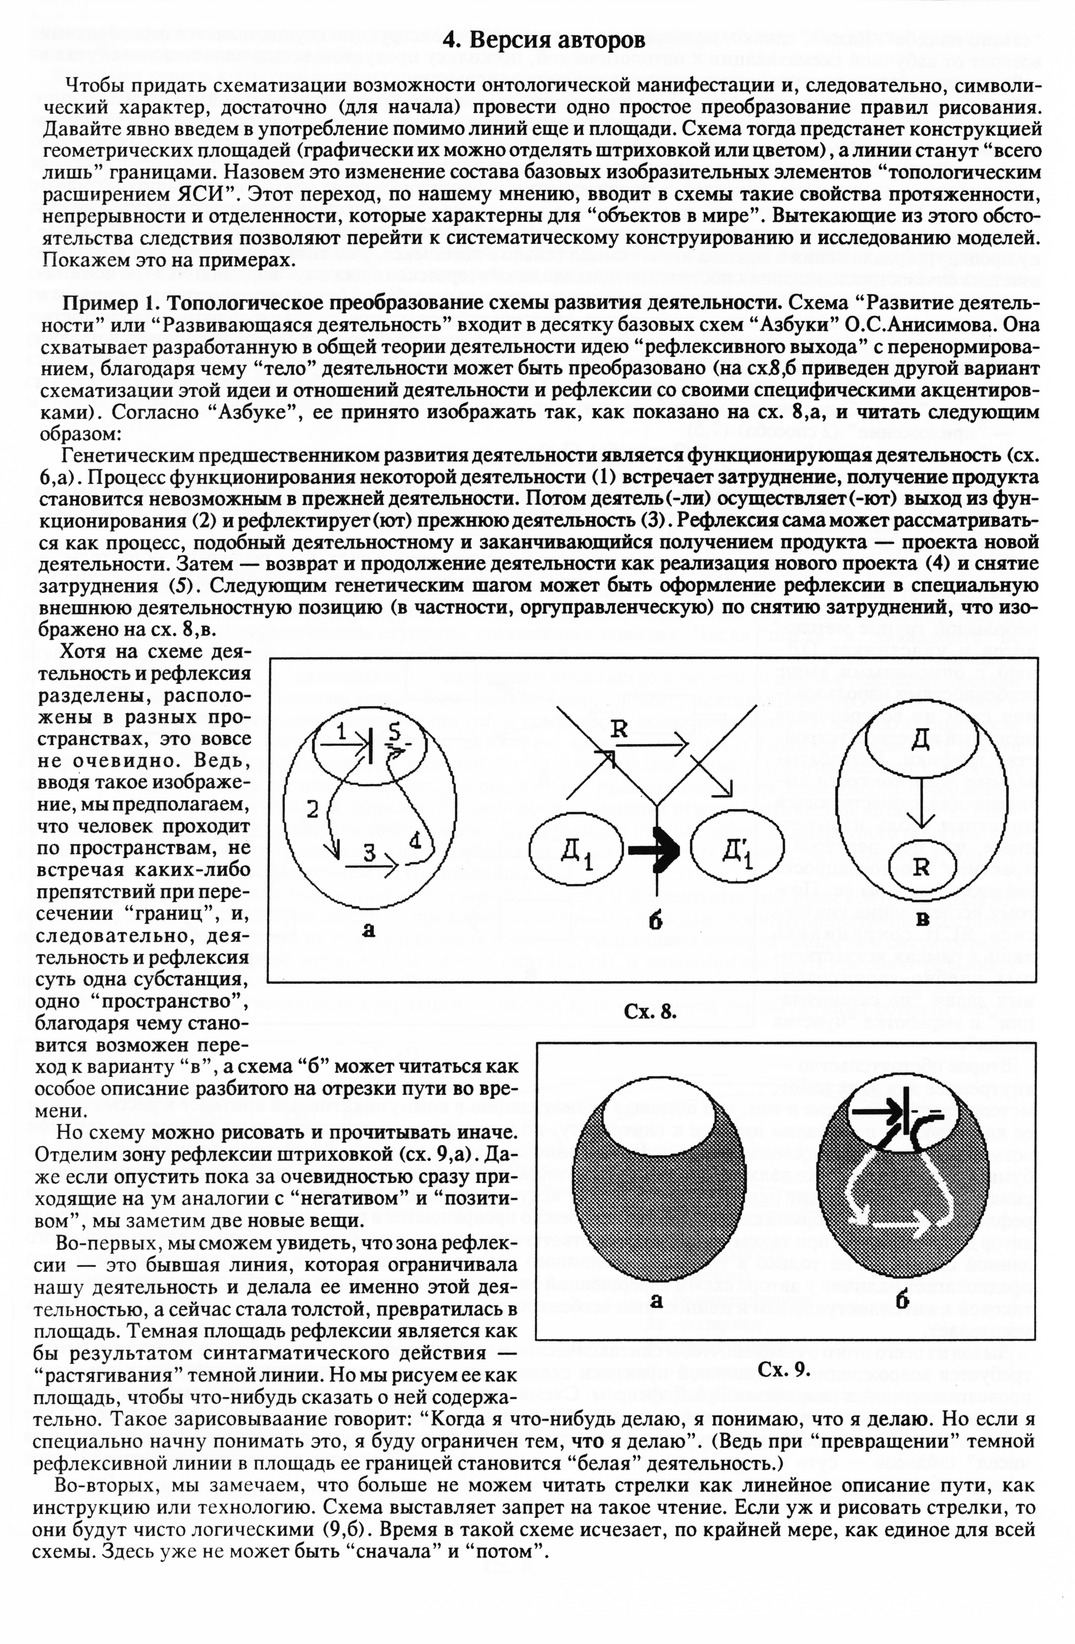 4. Версия авторов
Чтобы придать схематизации возможности онтологической манифестации и, следовательно, символи-
ческий характер, достаточно (для начала) провести одно простое преобразование правил рисования.
Давайте явно введем в употребление помимо линий еще и площади. Схема тогда предстанет конструкцией
геометрических площадей (графически их можно отделять штриховкой или цветом), а линии станут “всего
лишь” границами. Назовем это изменение состава базовых изобразительных элементов “топологическим
расширением ЯСИ”. Этот переход, по нашему мнению, вводит в схемы такие свойства протяженности,
непрерывности и отделенности, которые характерны для “объектов в мире”. Вытекающие из этого обсто-
ятельства следствия позволяют перейти к систематическому конструированию и исследованию моделей.
Покажем это на примерах.
Пример 1. Топологическое преобразование схемы развития деятельности. Схема “Развитие деятель-
ности” или “Развивающаяся деятельность” входит в десятку базовых схем “Азбуки” О.С.Анисимова. Она
схватывает разработанную в общей теории деятельности идею “рефлексивного выхода” с перенормирова-
нием, благодаря чему “тело” деятельности может быть преобразовано (на сх.8,б приведен другой вариант
схематизации этой идеи и отношений деятельности и рефлексии со своими специфическими акцентиров-
ками). Согласно “Азбуке”, ее принято изображать так, как показано на сх. 8,а, и читать следующим
образом:
Генетическим предшественником развития деятельности является функционирующая деятельность (сх.
6,а). Процесс функционирования некоторой деятельности (1) встречает затруднение, получение продукта
становится невозможным в прежней деятельности. Потом деятель(-ли) осуществляет(-ют) выход из фун-
кционирования (2) и рефлектирует(ют) прежнюю деятельность (3). Рефлексия сама может рассматривать-
ся как процесс, подобный деятельностному и заканчивающийся получением продукта — проекта новой
деятельности. Затем — возврат и продолжение деятельности как реализация нового проекта (4) и снятие
затруднения (5). Следующим генетическим шагом может быть оформление рефлексии в специальную
внешнюю деятельностную позицию (в частности, оргуправленческую) по снятию затруднений, что изо-
бражено на сх. 8,в.
Хотя на схеме дея-
тельность и рефлексия
разделены, располо-
жены в разных про-
странствах, это вовсе
не очевидно. Ведь,
вводя такое изображе-
ние, мы предполагаем,
что человек проходит
по пространствам, не
встречая каких-либо
препятствий при пере-
сечении “границ”, и,
следовательно, дея-
тельность и рефлексия
суть одна субстанция,
одно “пространство”,
благодаря чему стано-
вится возможен пере-
ход к варианту “в”, а схема “б” может читаться как
особое описание разбитого на отрезки пути во вре-
мени.
1 5
2
3
4
а
R
Д1
Д'1
б
Д
R
в
Сх. 8.
Но схему можно рисовать и прочитывать иначе.
Отделим зону рефлексии штриховкой (сх. 9,а). Да-
же если опустить пока за очевидностью сразу при-
ходящие на ум аналогии с “негативом” и “позити-
вом”, мы заметим две новые вещи.
Во-первых, мы сможем увидеть, что зона рефлек-
сии — это бывшая линия, которая ограничивала
нашу деятельность и делала ее именно этой дея-
тельностью, а сейчас стала толстой, превратилась в
площадь. Темная площадь рефлексии является как
бы результатом синтагматического действия —
“растягивания” темной линии. Но мы рисуем ее как
площадь, чтобы что-нибудь сказать о ней содержа-
тельно. Такое зарисовываание говорит: “Когда я что-нибудь делаю, я понимаю, что я делаю. Но если я
специально начну понимать это, я буду ограничен тем, что я делаю”. (Ведь при “превращении” темной
рефлексивной линии в площадь ее границей становится “белая” деятельность.)
а
б
Сх. 9.
Во-вторых, мы замечаем, что больше не можем читать стрелки как линейное описание пути, как
инструкцию или технологию. Схема выставляет запрет на такое чтение. Если уж и рисовать стрелки, то
они будут чисто логическими (9,б). Время в такой схеме исчезает, по крайней мере, как единое для всей
схемы. Здесь уже не может быть “сначала” и “потом”.